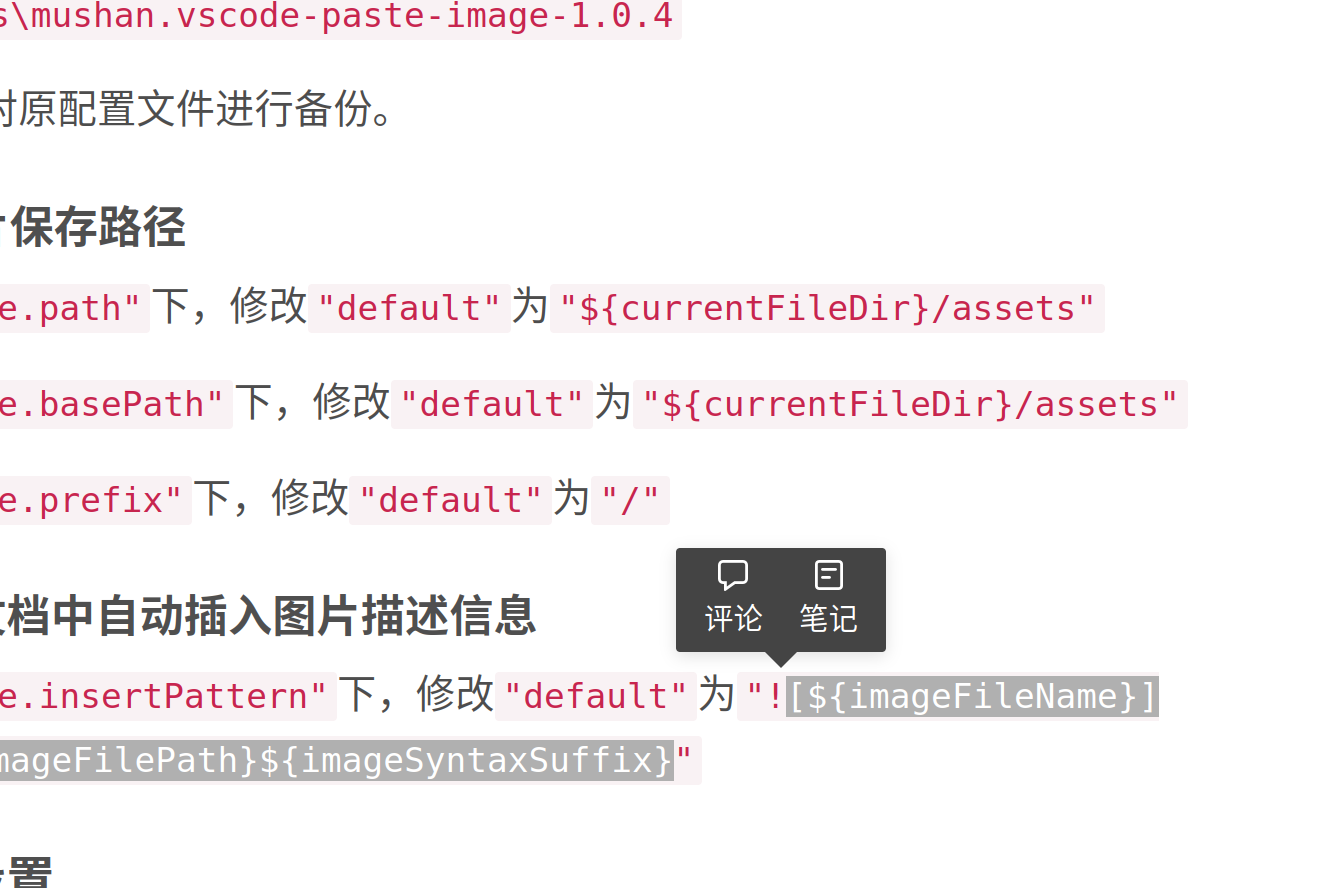 s\mushan.vscode-paste-image-1.0.4
对原配置文件进行备份。
保存路径
e.path"下，修改"default"为"${currentFileDir}/assets"
e.basePath"下，修改"default"为"${currentFileDir}/assets"
e.prefix"下，修改"default"为"/"
评论 笔记
文档中自动插入图片描述信息
e.insertPattern"下，修改"default"为"![${imageFileName}]
mageFilePath}${imageSyntaxSuffix}"
置